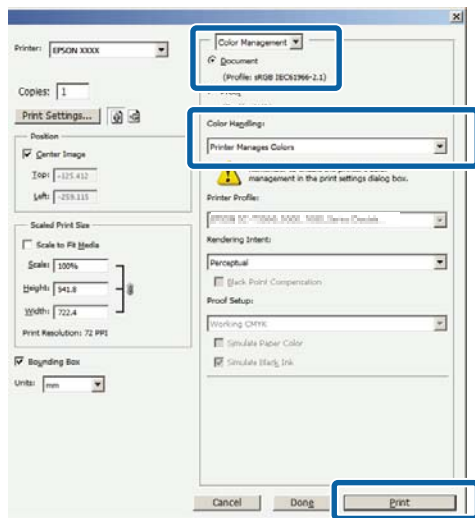 Printer: EPSON XXXX
Copies: 1
Print Settings...
Position
Center Image
Top: -125.412
Left: -259.115
Scaled Print Size
Scale to Fit Media
Scale: 100%
Height: 541.8
Width: 722.4
Print Resolution: 72 PPI
Bounding Box
Units: mm
Color Management
Document
(Profile: sRGB IEC61966-2.1)
Color Handling:
Printer Manages Colors
management in the print settings dialog box.
Printer Profile:
Rendering Intent:
Perceptual
Black Point Compensation
Proof Setup:
Working CMYK
Simulate Paper Color
Simulate Black Ink
Cancel
Done
Print